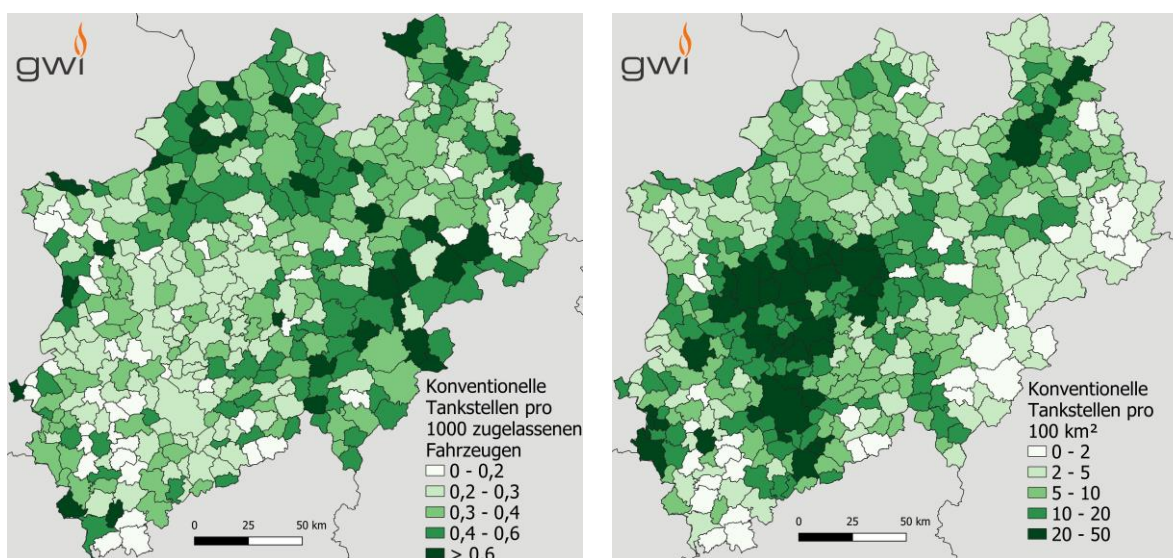 gwi
Konventionelle
Tankstellen pro
1000 zugelassenen
Fahrzeugen
0 - 0,2
0,2 - 0,3
0,3 - 0,4
0,4 - 0,6
> 0,6
0 25 50 km
gwi
Konventionelle
Tankstellen pro
100 km²
0 - 2
2 - 5
5 - 10
10 - 20
20 - 50
0 25 50 km